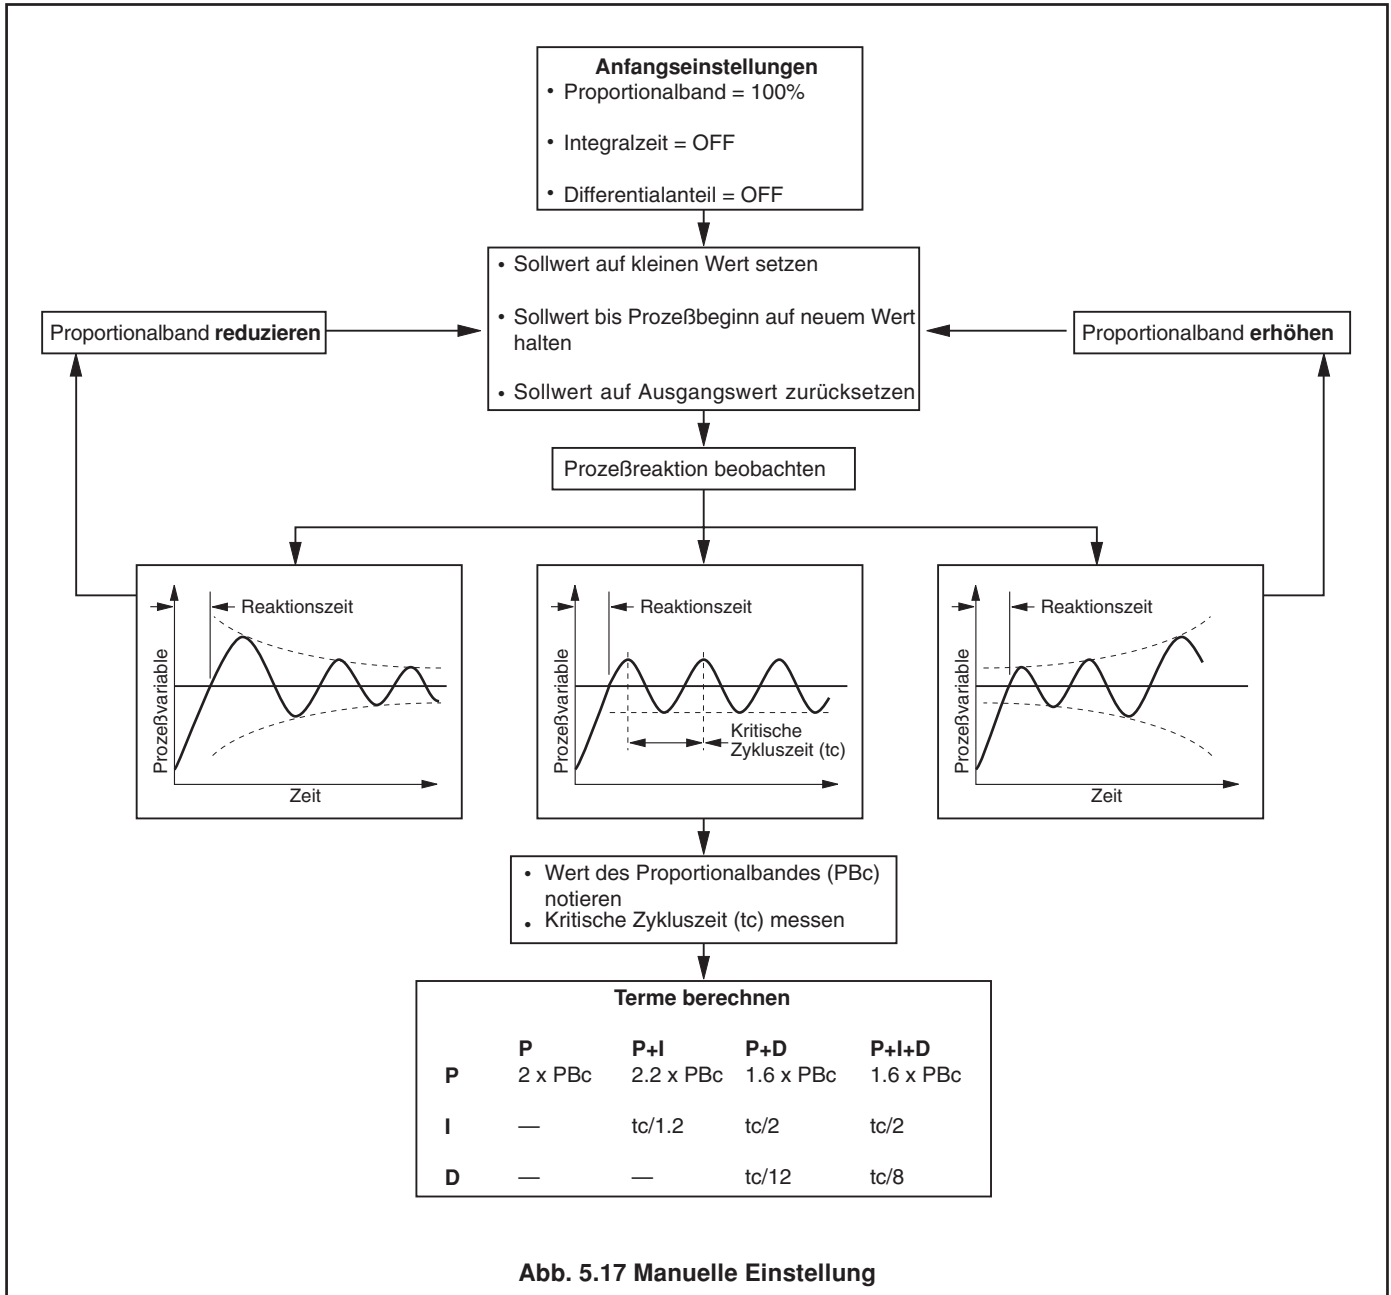 Anfangseinstellungen
• Proportionalband = 100%
• Integralzeit = OFF
• Differentialanteil = OFF
• Sollwert auf kleinen Wert setzen
• Sollwert bis Prozeßbeginn auf neuem Wert
halten
• Sollwert auf Ausgangswert zurücksetzen
Proportionalband reduzieren
Proportionalband erhöhen
Prozeßreaktion beobachten
Reaktionszeit
Prozeßvariable
Zeit
Reaktionszeit
Prozeßvariable
Kritische
Zykluszeit (tc)
Reaktionszeit
Prozeßvariable
Zeit
• Wert des Proportionalbandes (PBc)
notieren
• Kritische Zykluszeit (tc) messen
Terme berechnen
P P+I P+D P+I+D
P 2 x PBc 2.2 x PBc 1.6 x PBc 1.6 x PBc
I — tc/1.2 tc/2 tc/2
D — — tc/12 tc/8
Abb. 5.17 Manuelle Einstellung